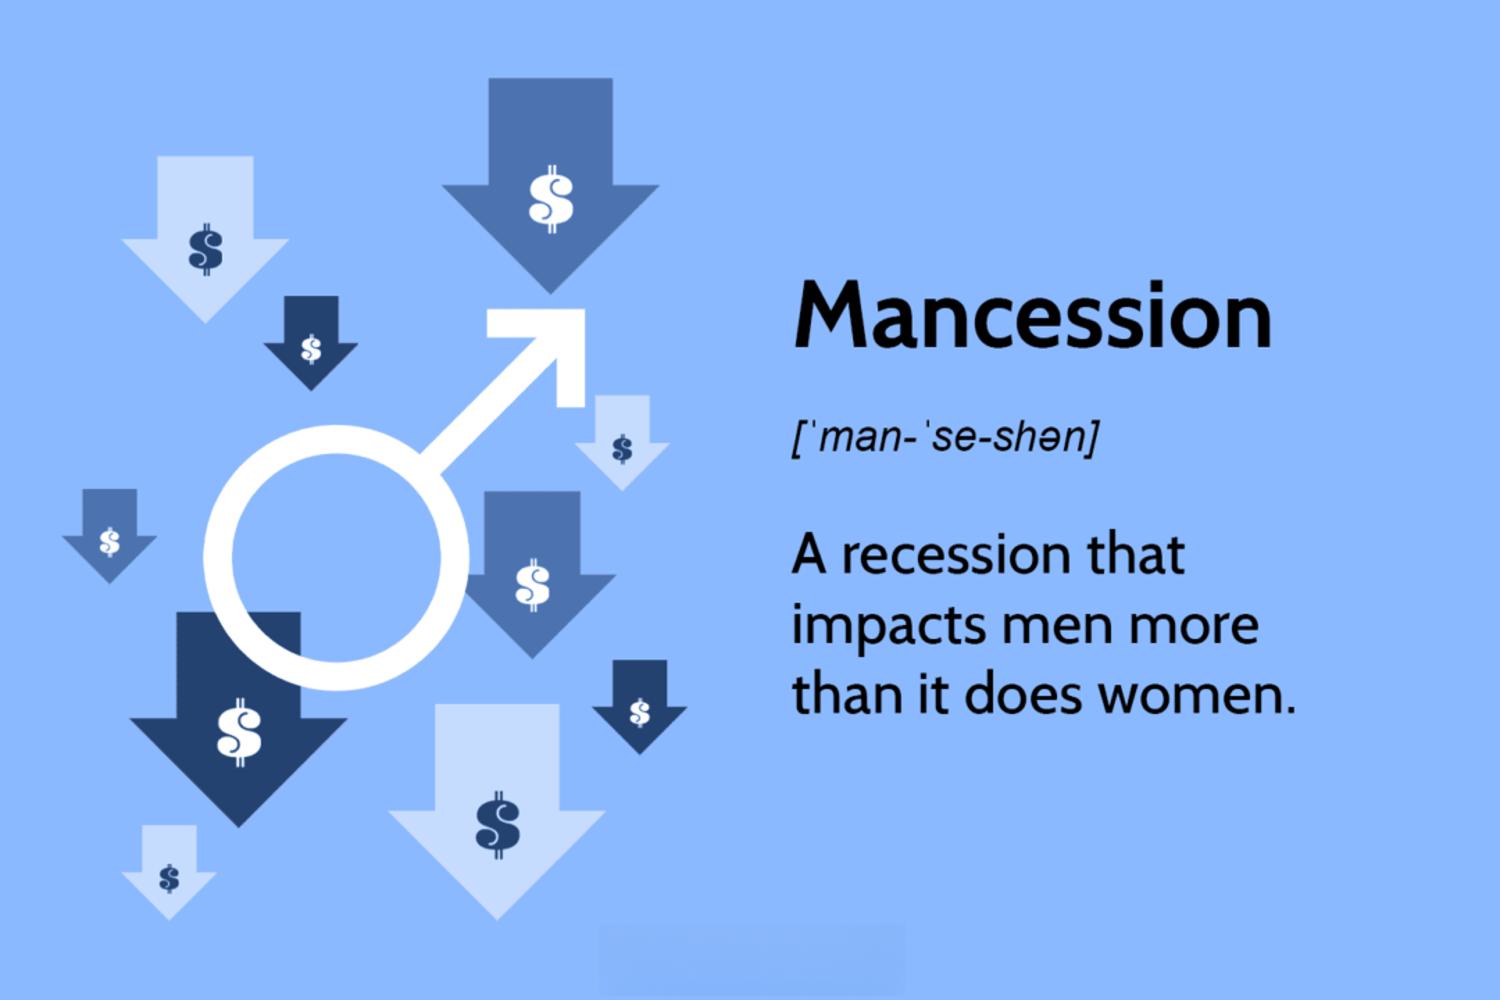 $
$
$
$
$
$
$
$
$
$
Mancession
[ˈman-ˈse-shən]
A recession that
impacts men more
than it does women.